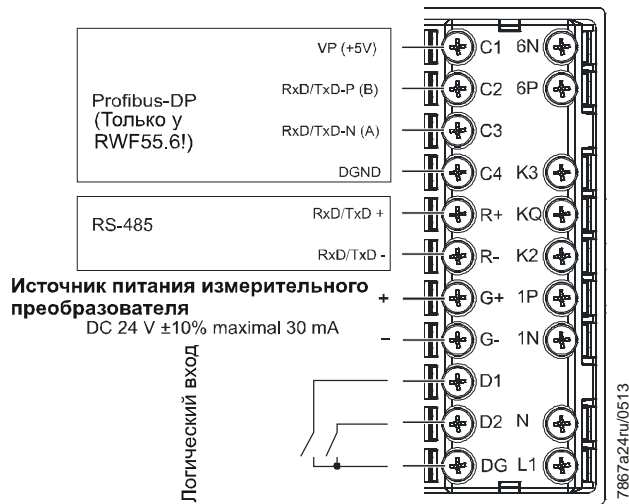 VP (+5V)
C1 6N
RxD/TxD-P (B)
C2 6P
Profibus-DP
(Только у
RWF55.6!)
RxD/TxD-N (A)
C3
DGND
C4 K3
RS-485
RxD/TxD +
R+ KQ
RxD/TxD -
R- K2
Источник питания измерительного
преобразователя
+ G+ 1P
DC 24 V ±10% maximal 30 mA
− G- 1N
Логический вход
D1
D2 N
DG L1
7867a24ru/0513